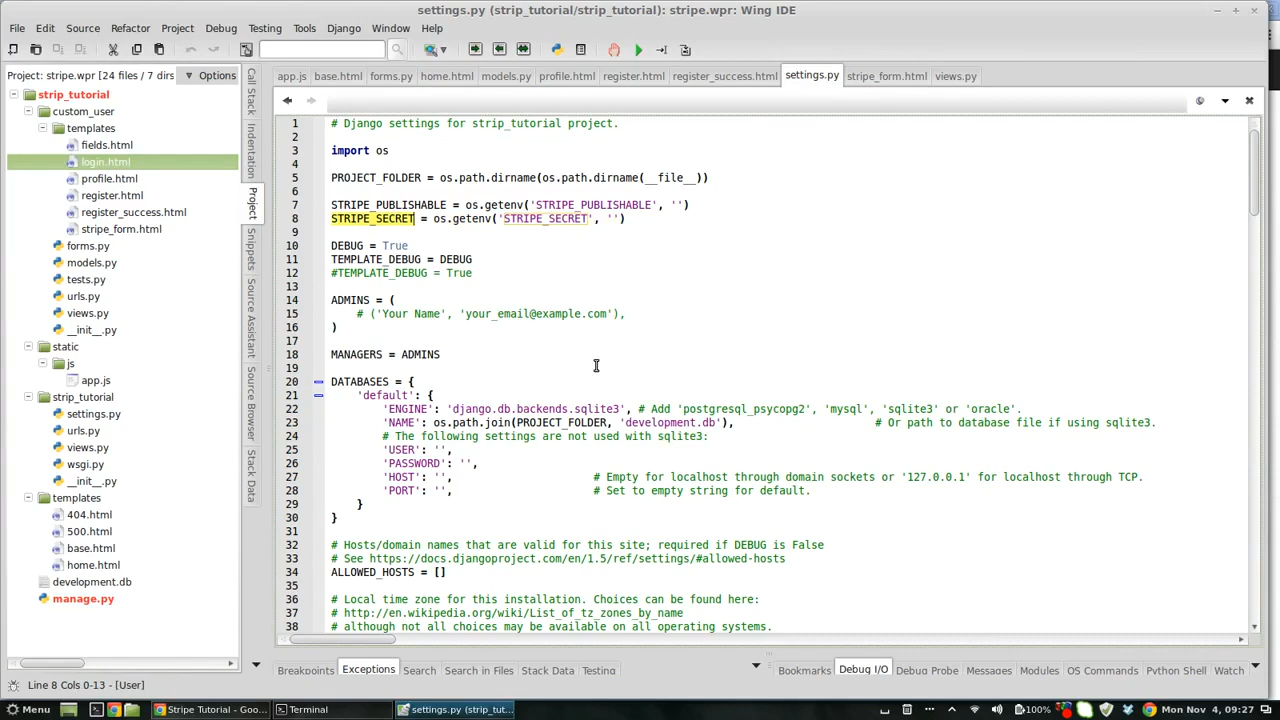 settings.py (strip_tutorial/strip_tutorial): stripe.wpr: Wing IDE
File Edit Source Refactor Project Debug Testing Tools Django Window Help
Project: stripe.wpr [24 files / 7 dirs
Options
strip_tutorial
custom_user
templates
fields.html
login.html
profile.html
register.html
register_success.html
stripe_form.html
forms.py
models.py
tests.py
urls.py
views.py
__init__.py
static
js
app.js
strip_tutorial
settings.py
urls.py
views.py
wsgi.py
__init__.py
templates
404.html
500.html
base.html
home.html
development.db
manage.py
Call Stack
Indentation
Project
Snippets
Source Assistant
Source Browser
Stack Data
app.js base.html forms.py home.html models.py profile.html register.html register_success.html settings.py stripe_form.html views.py
1 # Django settings for strip_tutorial project.
2
3 import os
4
5 PROJECT_FOLDER = os.path.dirname(os.path.dirname(__file__))
6
7 STRIPE_PUBLISHABLE = os.getenv('STRIPE_PUBLISHABLE', '')
8 STRIPE_SECRET = os.getenv('STRIPE_SECRET', '')
9
10 DEBUG = True
11 TEMPLATE_DEBUG = DEBUG
12 #TEMPLATE_DEBUG = True
13
14 ADMINS = (
15 # ('Your Name', 'your_email@example.com'),
16 )
17
18 MANAGERS = ADMINS
19
20 DATABASES = {
21 'default': {
22 'ENGINE': 'django.db.backends.sqlite3', # Add 'postgresql_psycopg2', 'mysql', 'sqlite3' or 'oracle'.
23 'NAME': os.path.join(PROJECT_FOLDER, 'development.db'), # Or path to database file if using sqlite3.
24 # The following settings are not used with sqlite3:
25 'USER': '',
26 'PASSWORD': '',
27 'HOST': '', # Empty for localhost through domain sockets or '127.0.0.1' for localhost through TCP.
28 'PORT': '', # Set to empty string for default.
29 }
30 }
31
32 # Hosts/domain names that are valid for this site; required if DEBUG is False
33 # See https://docs.djangoproject.com/en/1.5/ref/settings/#allowed-hosts
34 ALLOWED_HOSTS = []
35
36 # Local time zone for this installation. Choices can be found here:
37 # http://en.wikipedia.org/wiki/List_of_tz_zones_by_name
38 # although not all choices may be available on all operating systems.
Breakpoints Exceptions Search Search in Files Stack Data Testing
Bookmarks Debug I/O Debug Probe Messages Modules OS Commands Python Shell Watch
Line 8 Cols 0-13 - [User]
Menu Stripe Tutorial - Goo... Terminal settings.py (strip_tut... 100% Mon Nov 4, 09:27